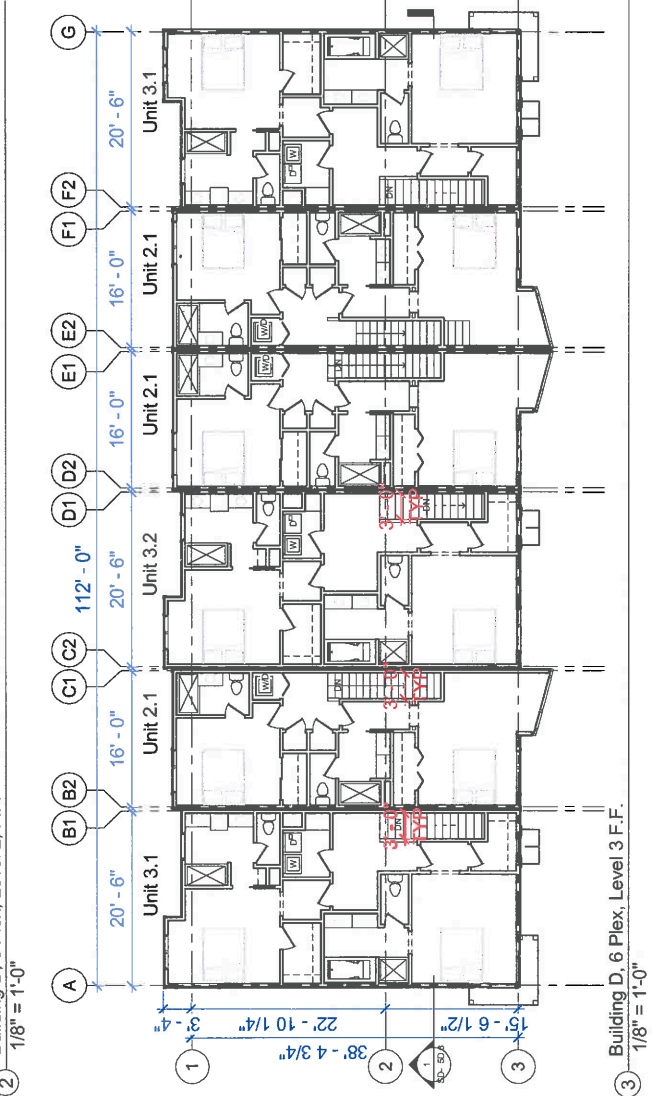 G
F2
F1
E2
E1
D2
D1
C2
C1
B2
B1
A
112' - 0"
20' - 6"
16' - 0"
16' - 0"
20' - 6"
16' - 0"
20' - 6"
Unit 3.1
Unit 2.1
Unit 2.1
Unit 3.2
Unit 2.1
Unit 3.1
W
W/D
W/D
W
W/D
W
DN
DN
DN
DN
DN
3' - 0"
TYP
3' - 0"
TYP
3' - 0"
TYP
3' - 4"
22' - 10 1/4"
15' - 6 1/2"
38' - 4 3/4"
1
2
3
1
2
1/8" = 1'-0"
3
Building D, 6 Plex, Level 3 F.F.
1/8" = 1'-0"